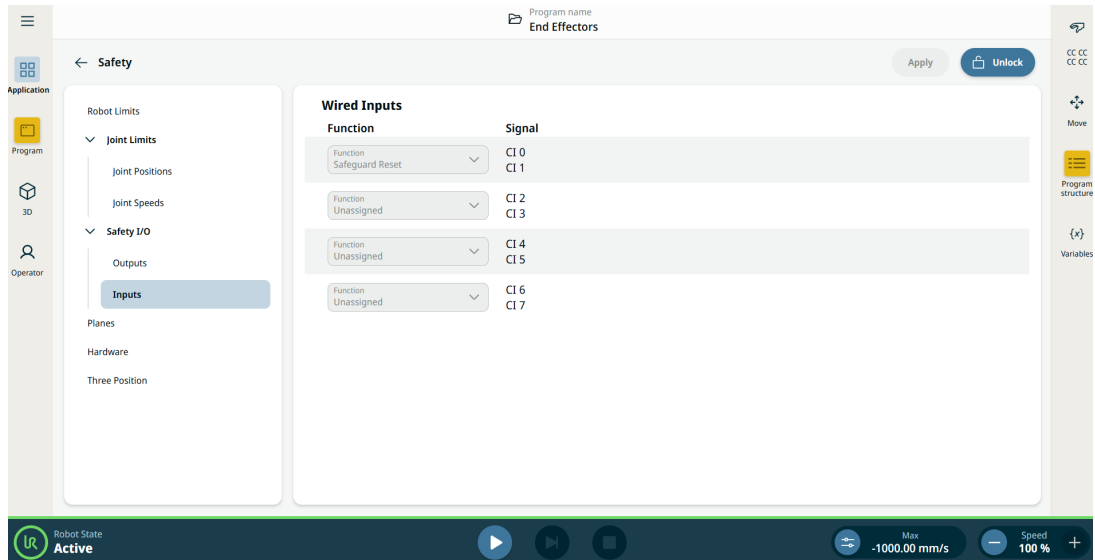 Program name
End Effectors
Application
Program
3D
Operator
Safety
Apply
Unlock
Robot Limits
Joint Limits
Joint Positions
Joint Speeds
Safety I/O
Outputs
Inputs
Planes
Hardware
Three Position
Wired Inputs
Function Signal
Function
Safeguard Reset
CI 0
CI 1
Function
Unassigned
CI 2
CI 3
Function
Unassigned
CI 4
CI 5
Function
Unassigned
CI 6
CI 7
CC CC
CC CC
Move
Program
structure
{x}
Variables
UR
Robot State
Active
Max
-1000.00 mm/s
Speed
100 %